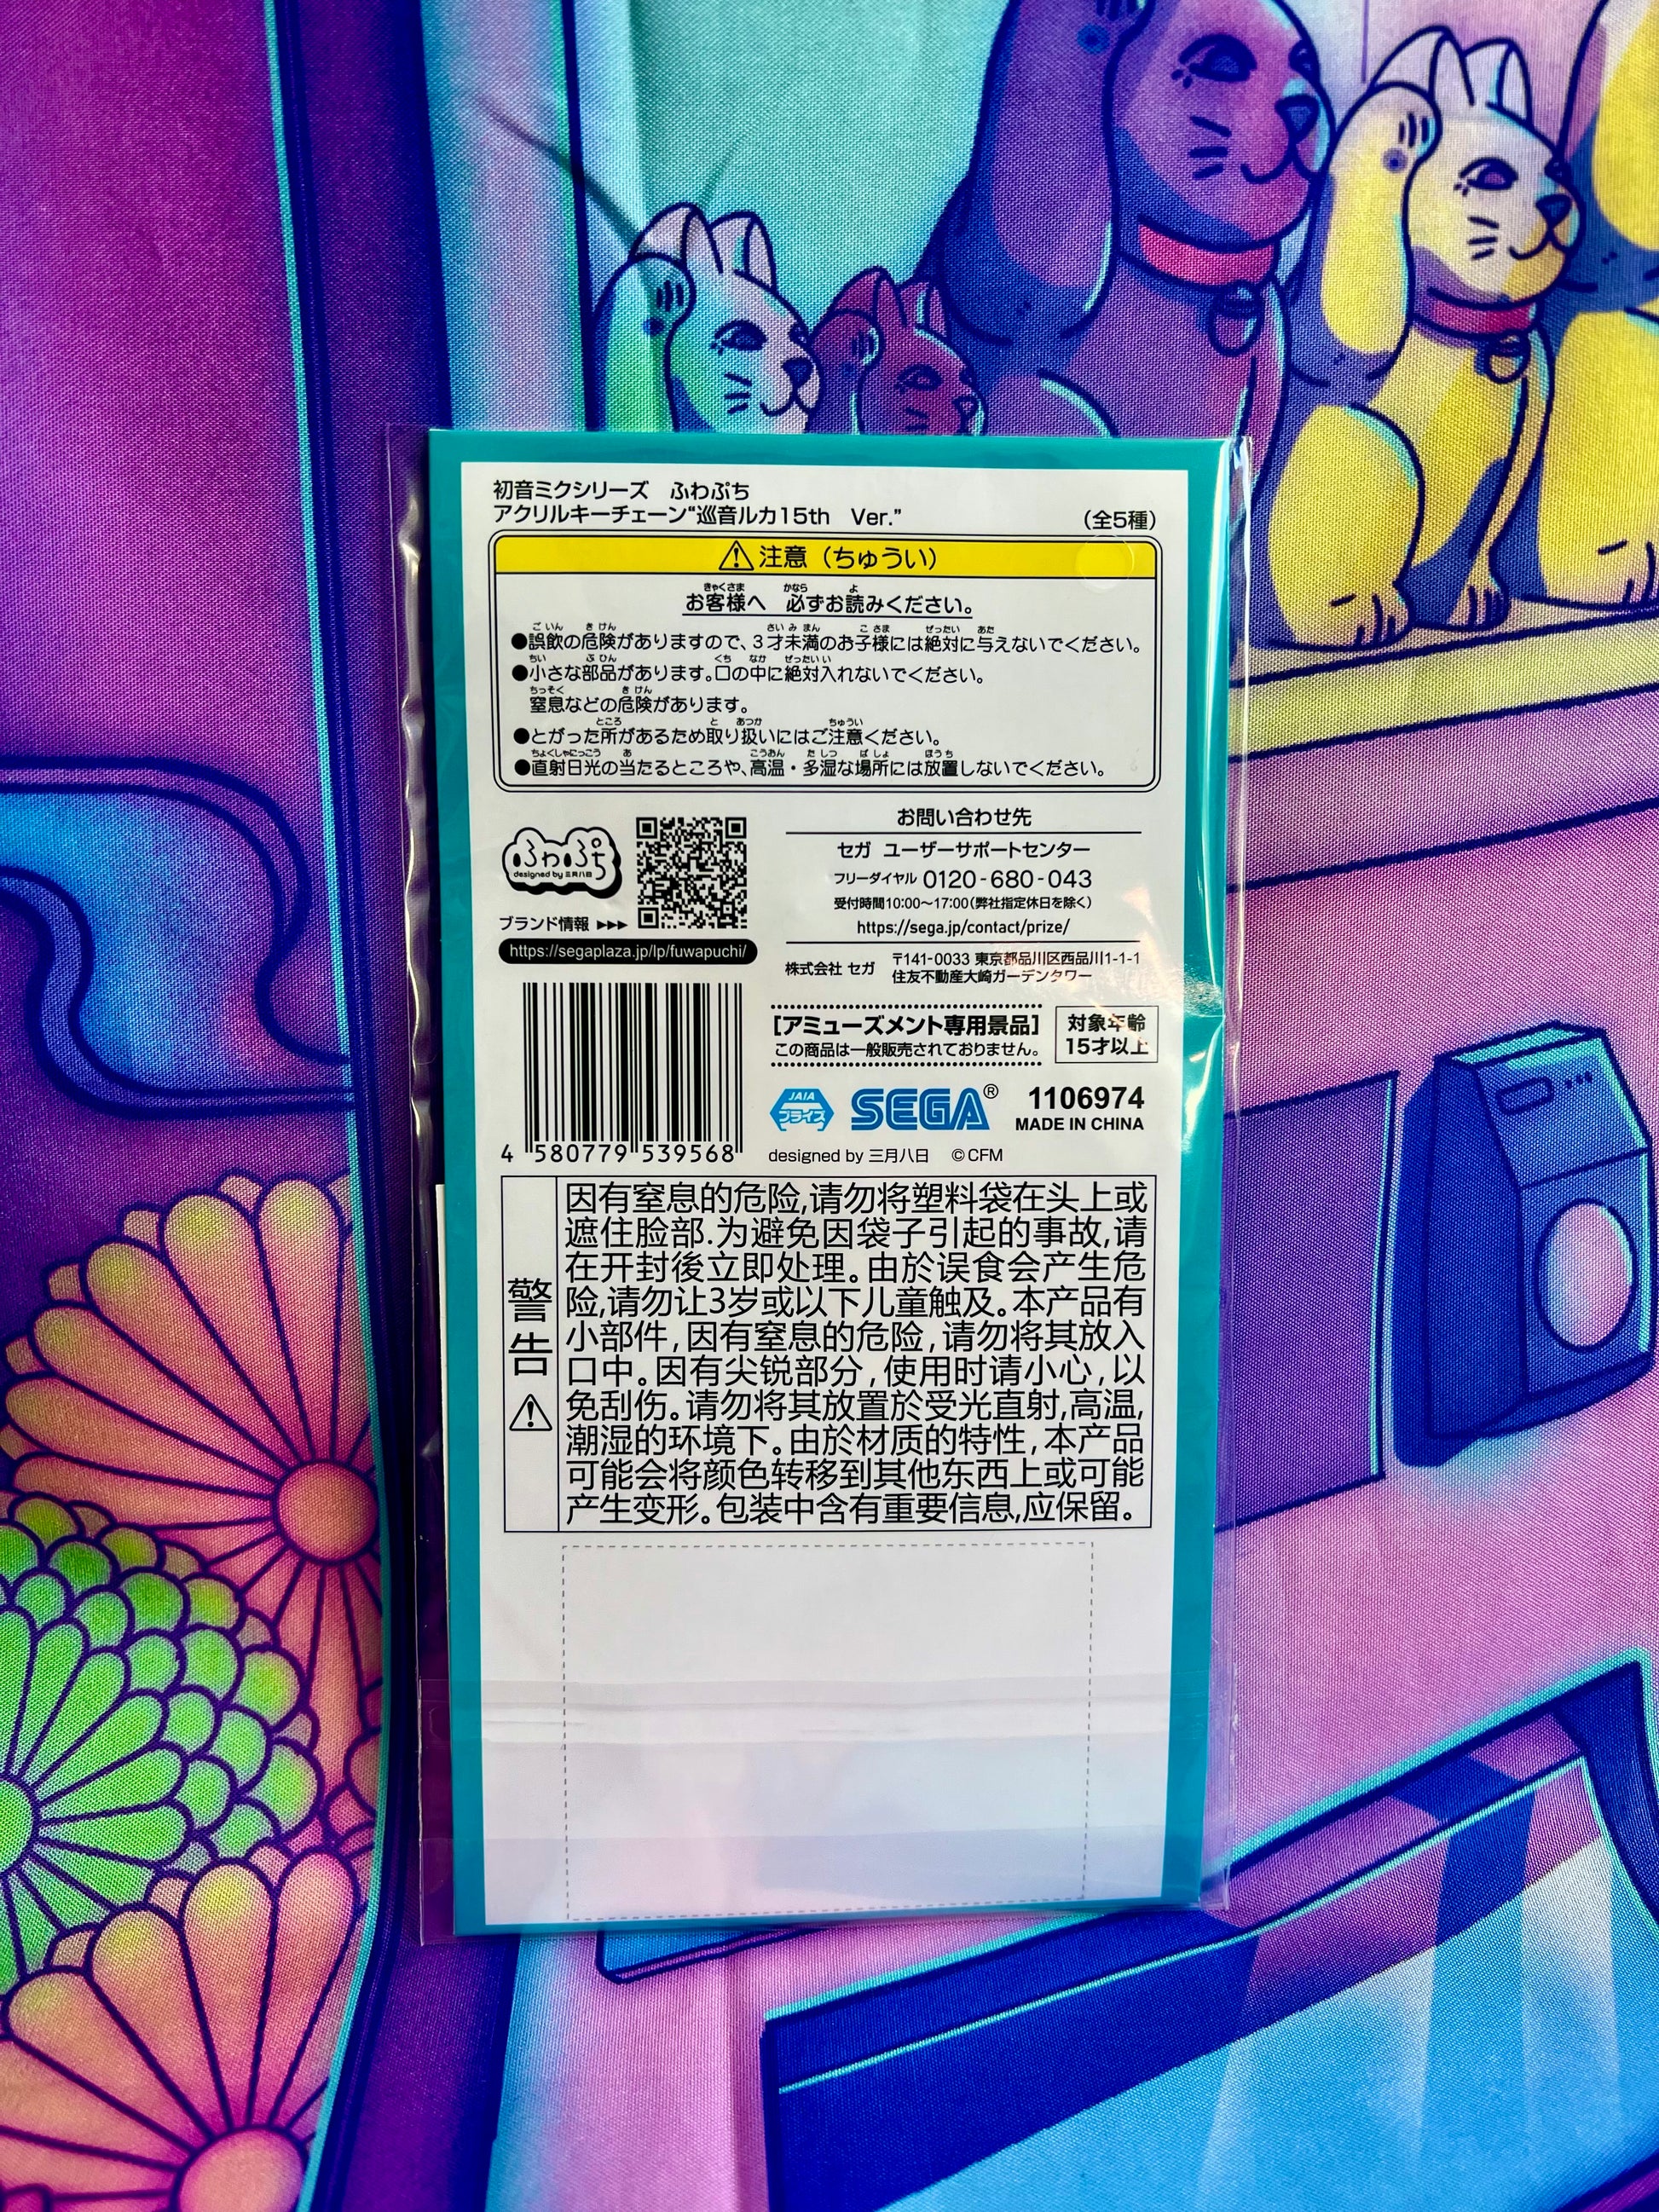 初音ミクシリーズ ふわぷち
アクリルキーチェーン“巡音ルカ15th Ver.”
(全5種)
注意(ちゅうい)
お客様へ 必ずお読みください。
●誤飲の危険がありますので、3才未満のお子様には絶対に与えないでください。
●小さな部品があります。口の中に絶対入れないでください。
窒息などの危険があります。
●とがった所があるため取り扱いにはご注意ください。
●直射日光の当たるところや、高温・多湿な場所には放置しないでください。
ふわぷち
designed by 三月八日
ブランド情報 ▶▶▶
https://segaplaza.jp/lp/fuwapuchi/
お問い合わせ先
セガ ユーザーサポートセンター
フリーダイヤル 0120-680-043
受付時間10:00～17:00(弊社指定休日を除く)
https://sega.jp/contact/prize/
株式会社 セガ
〒141-0033 東京都品川区西品川1-1-1
住友不動産大崎ガーデンタワー
[アミューズメント専用景品]
この商品は一般販売されておりません。
対象年齢
15才以上
JAIA
プライズ
SEGA®
1106974
MADE IN CHINA
4 580779 539568
designed by 三月八日 ©CFM
警告
因有窒息的危险,请勿将塑料袋在头上或
遮住脸部.为避免因袋子引起的事故,请
在开封後立即处理。由於误食会产生危
险,请勿让3岁或以下儿童触及。本产品有
小部件,因有窒息的危险,请勿将其放入
口中。因有尖锐部分,使用时请小心,以
免刮伤。请勿将其放置於受光直射,高温,
潮湿的环境下。由於材质的特性,本产品
可能会将颜色转移到其他东西上或可能
产生变形。包装中含有重要信息,应保留。